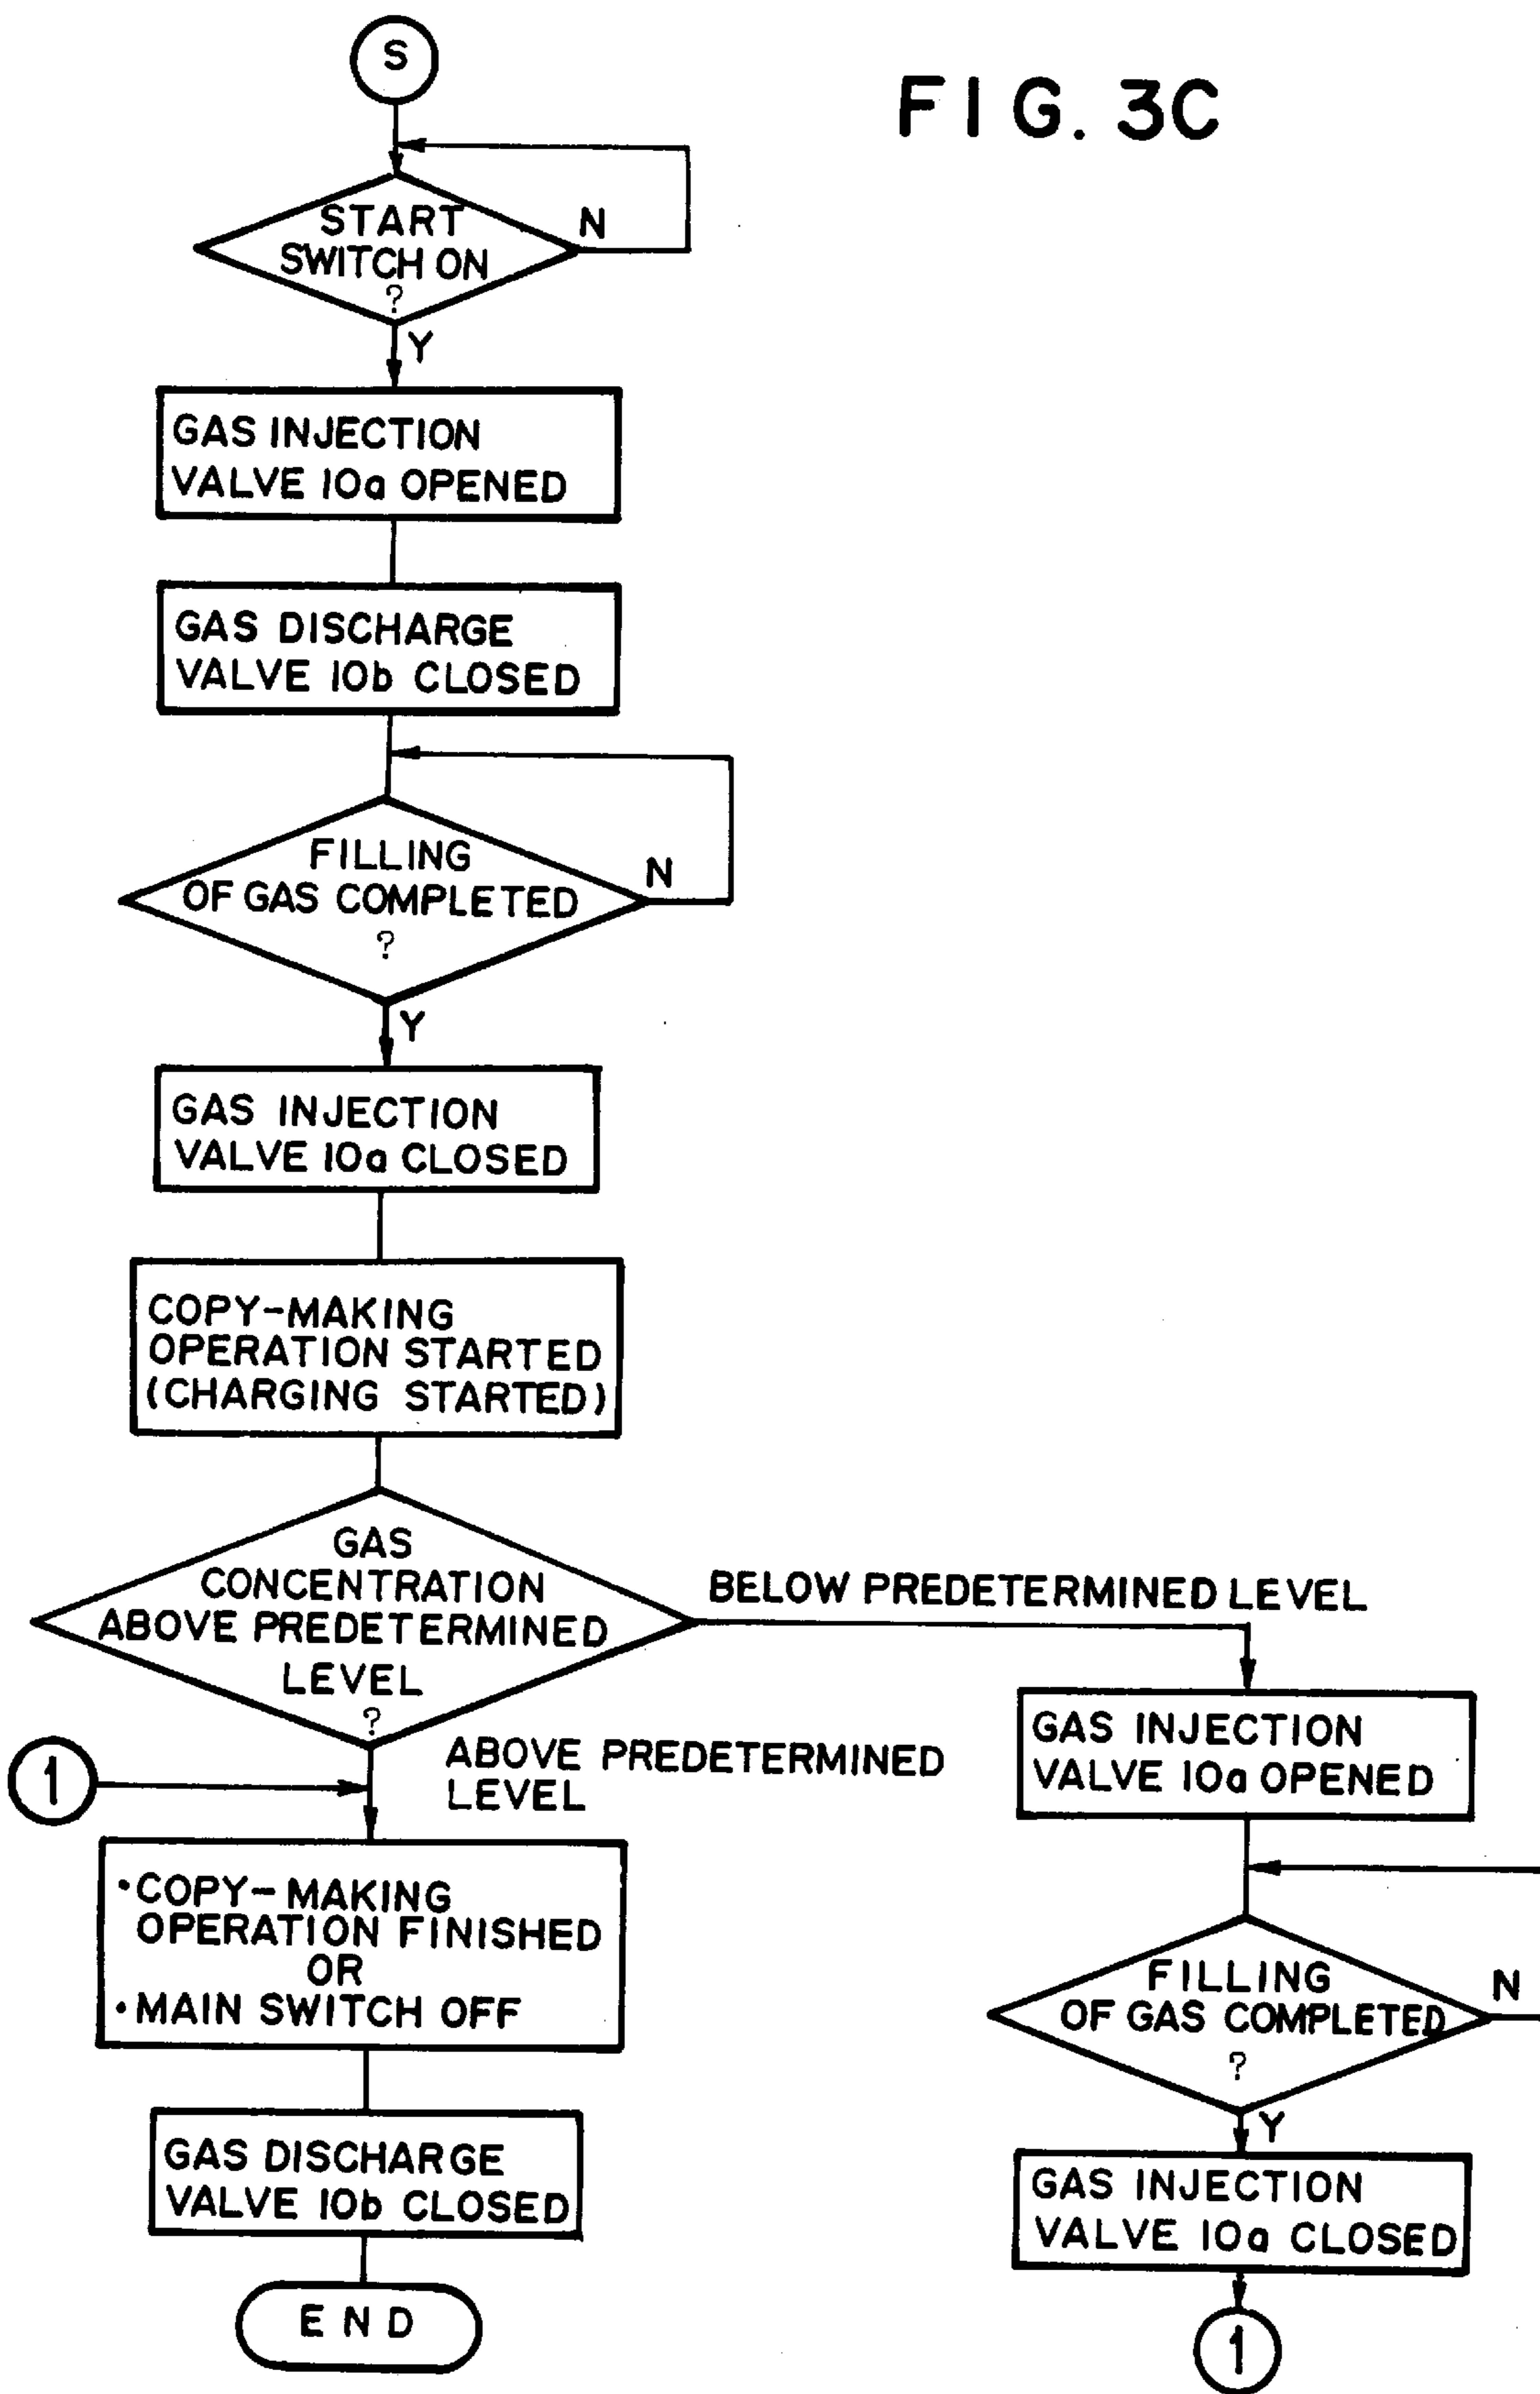 S
FIG. 3C
START
SWITCH ON
?
N
Y
GAS INJECTION
VALVE 10a OPENED
GAS DISCHARGE
VALVE 10b CLOSED
FILLING
OF GAS COMPLETED
?
N
Y
GAS INJECTION
VALVE 10a CLOSED
COPY-MAKING
OPERATION STARTED
(CHARGING STARTED)
GAS
CONCENTRATION
ABOVE PREDETERMINED
LEVEL
?
BELOW PREDETERMINED LEVEL
1
ABOVE PREDETERMINED
LEVEL
•COPY-MAKING
OPERATION FINISHED
OR
•MAIN SWITCH OFF
GAS DISCHARGE
VALVE 10b CLOSED
END
GAS INJECTION
VALVE 10a OPENED
FILLING
OF GAS COMPLETED
?
N
Y
GAS INJECTION
VALVE 10a CLOSED
1